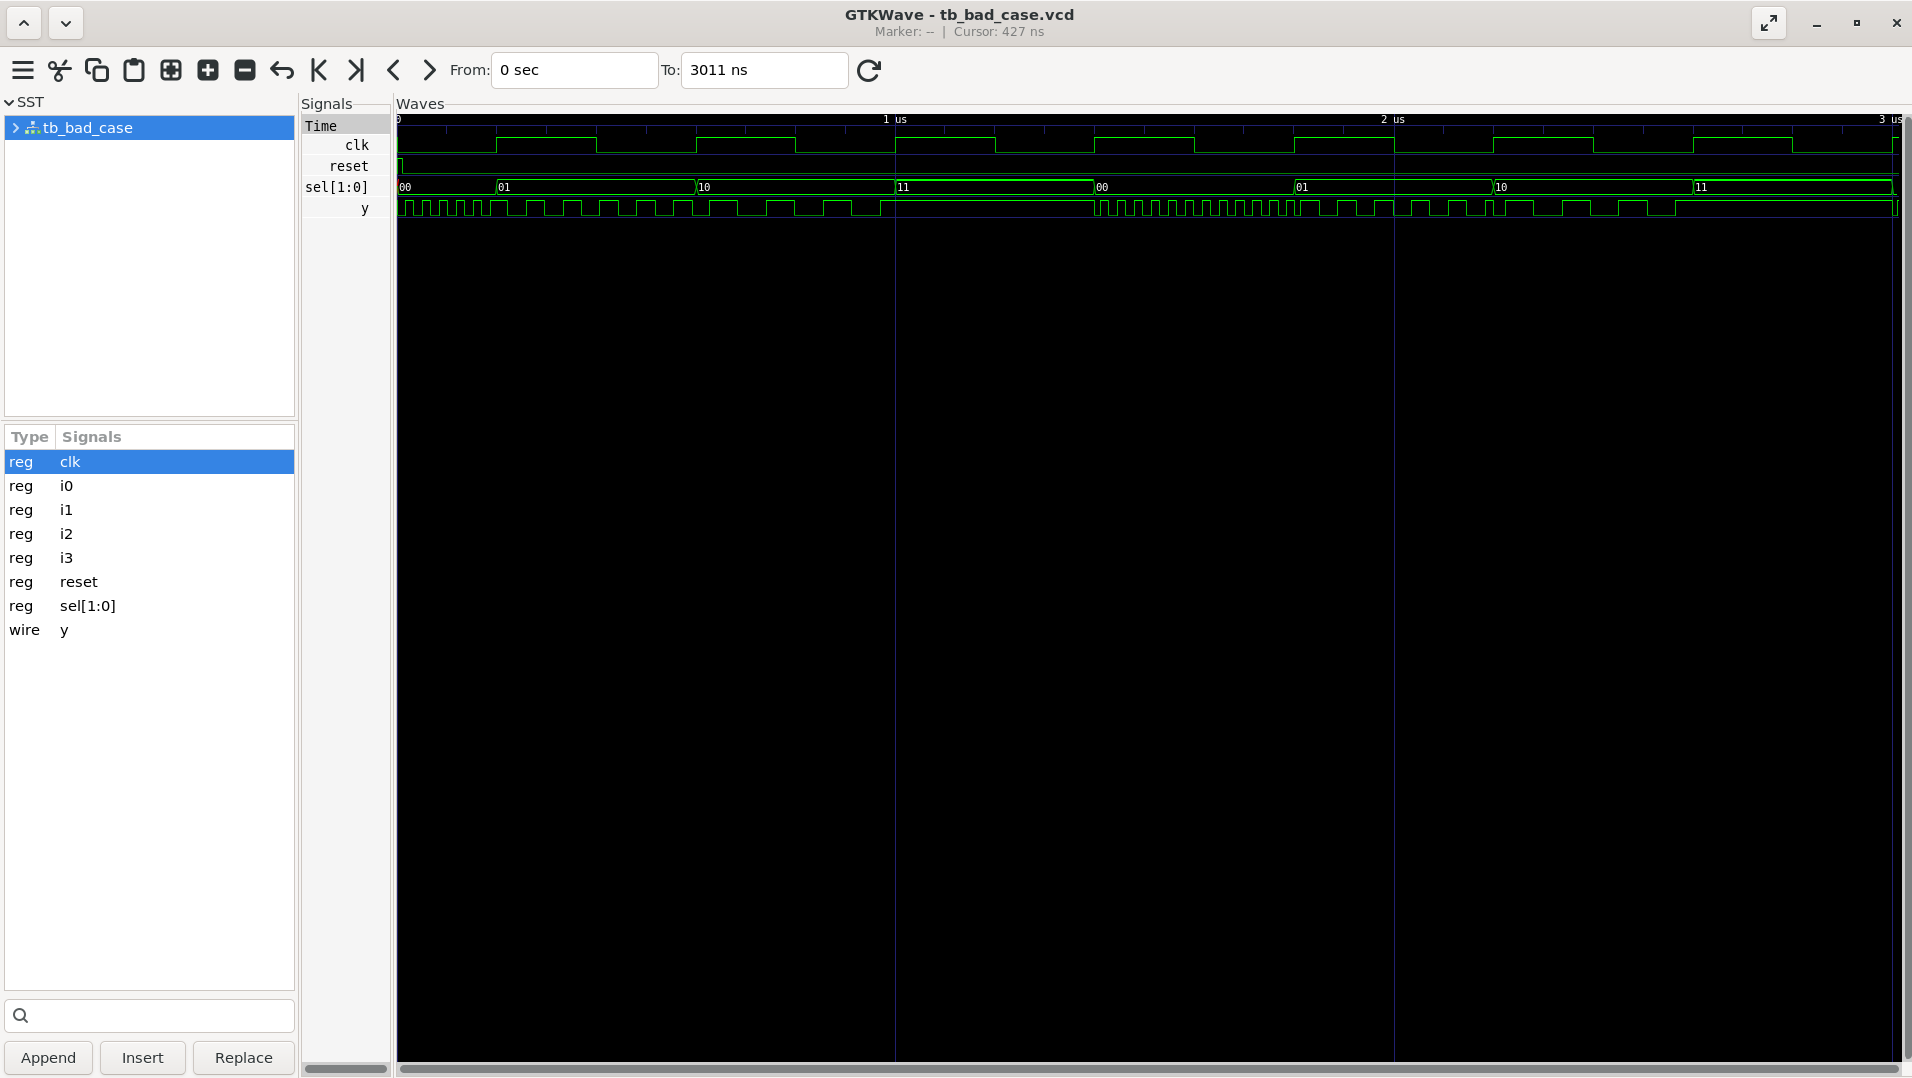 GTKWave - tb_bad_case.vcd
Marker: -- | Cursor: 427 ns
From: 0 sec To: 3011 ns
SST
tb_bad_case
Type Signals
reg clk
reg i0
reg i1
reg i2
reg i3
reg reset
reg sel[1:0]
wire y
Append Insert Replace
Signals
Time
clk
reset
sel[1:0]
y
Waves
0 1 us 2 us 3 us
00 01 10 11 00 01 10 11